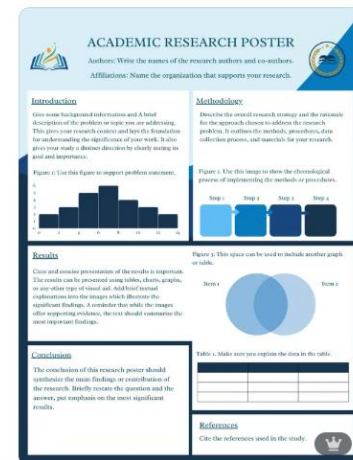 ACADEMIC RESEARCH POSTER
Authors: Write the names of the research authors and co-authors.
Affiliations: Name the organization that supports your research.
Introduction
Give some background information and A brief
description of the problem or topic you are addressing.
This gives your research context and lays the foundation
for understanding the significance of your work. It also
gives your study a distinct direction by clearly stating its
goal and importance.
Figure 1: Use this figure to support problem statement.
Methodology
Describe the overall research strategy and the rationale
for the approach chosen to address the research
problem. It outlines the methods, procedures, data
collection process, and materials for your research.
Figure 2. Use this image to show the chronological
process of implementing the methods or procedures.
Step 1
Step 2
Step 3
Step 4
Results
Clear and concise presentation of the results is important.
The results can be presented using tables, charts, graphs,
or any other type of visual aid. Add brief textual
explanations into the images which illustrate the
significant findings. A reminder that while the images
offer supporting evidence, the text should summarize the
most important findings.
Figure 3. This space can be used to include another graph
or table.
Item 1
Item 2
Conclusion
The conclusion of this research poster should
synthesize the main findings or contribution of
the research. Briefly restate the question and the
answer, put emphasis on the most significant
results.
Table 1. Make sure you explain the data in the table.
References
Cite the references used in the study.